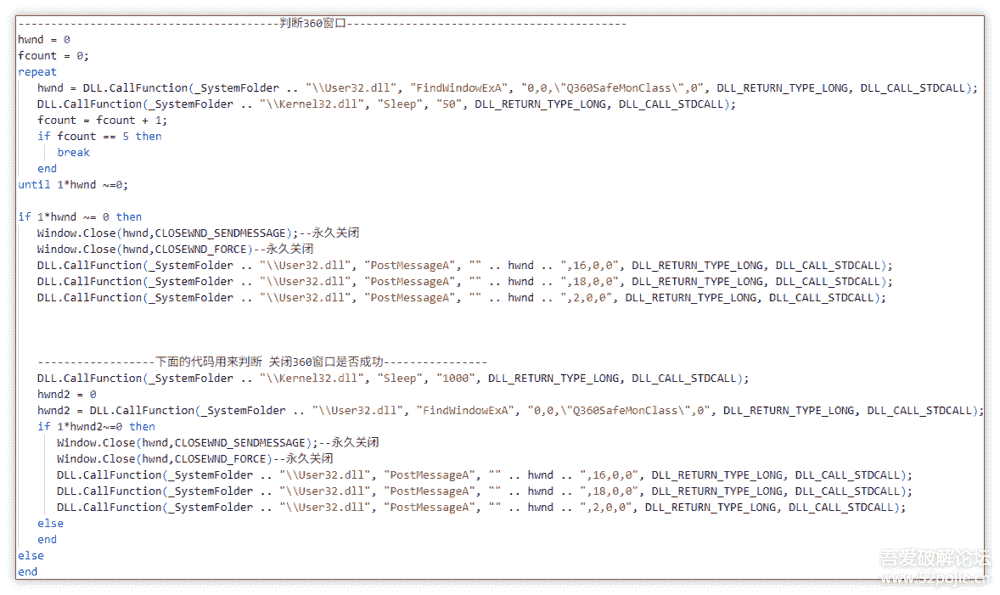 ----------------------------------------判断360窗口-------------------------------------------
hwnd = 0
fcount = 0;
repeat
hwnd = DLL.CallFunction(_SystemFolder .. "\\User32.dll", "FindWindowExA", "0,0,\"Q360SafeMonClass\",0", DLL_RETURN_TYPE_LONG, DLL_CALL_STDCALL);
DLL.CallFunction(_SystemFolder .. "\\Kernel32.dll", "Sleep", "50", DLL_RETURN_TYPE_LONG, DLL_CALL_STDCALL);
fcount = fcount + 1;
if fcount == 5 then
break
end
until 1*hwnd ~=0;
if 1*hwnd ~= 0 then
Window.Close(hwnd,CLOSEWND_SENDMESSAGE);--永久关闭
Window.Close(hwnd,CLOSEWND_FORCE)--永久关闭
DLL.CallFunction(_SystemFolder .. "\\User32.dll", "PostMessageA", "" .. hwnd .. ",16,0,0", DLL_RETURN_TYPE_LONG, DLL_CALL_STDCALL);
DLL.CallFunction(_SystemFolder .. "\\User32.dll", "PostMessageA", "" .. hwnd .. ",18,0,0", DLL_RETURN_TYPE_LONG, DLL_CALL_STDCALL);
DLL.CallFunction(_SystemFolder .. "\\User32.dll", "PostMessageA", "" .. hwnd .. ",2,0,0", DLL_RETURN_TYPE_LONG, DLL_CALL_STDCALL);
------------------下面的代码用来判断 关闭360窗口是否成功----------------
DLL.CallFunction(_SystemFolder .. "\\Kernel32.dll", "Sleep", "1000", DLL_RETURN_TYPE_LONG, DLL_CALL_STDCALL);
hwnd2 = 0
hwnd2 = DLL.CallFunction(_SystemFolder .. "\\User32.dll", "FindWindowExA", "0,0,\"Q360SafeMonClass\",0", DLL_RETURN_TYPE_LONG, DLL_CALL_STDCALL);
if 1*hwnd2~=0 then
Window.Close(hwnd,CLOSEWND_SENDMESSAGE);--永久关闭
Window.Close(hwnd,CLOSEWND_FORCE)--永久关闭
DLL.CallFunction(_SystemFolder .. "\\User32.dll", "PostMessageA", "" .. hwnd .. ",16,0,0", DLL_RETURN_TYPE_LONG, DLL_CALL_STDCALL);
DLL.CallFunction(_SystemFolder .. "\\User32.dll", "PostMessageA", "" .. hwnd .. ",18,0,0", DLL_RETURN_TYPE_LONG, DLL_CALL_STDCALL);
DLL.CallFunction(_SystemFolder .. "\\User32.dll", "PostMessageA", "" .. hwnd .. ",2,0,0", DLL_RETURN_TYPE_LONG, DLL_CALL_STDCALL);
else
end
else
end
吾爱破解论坛
www.52pojie.cn